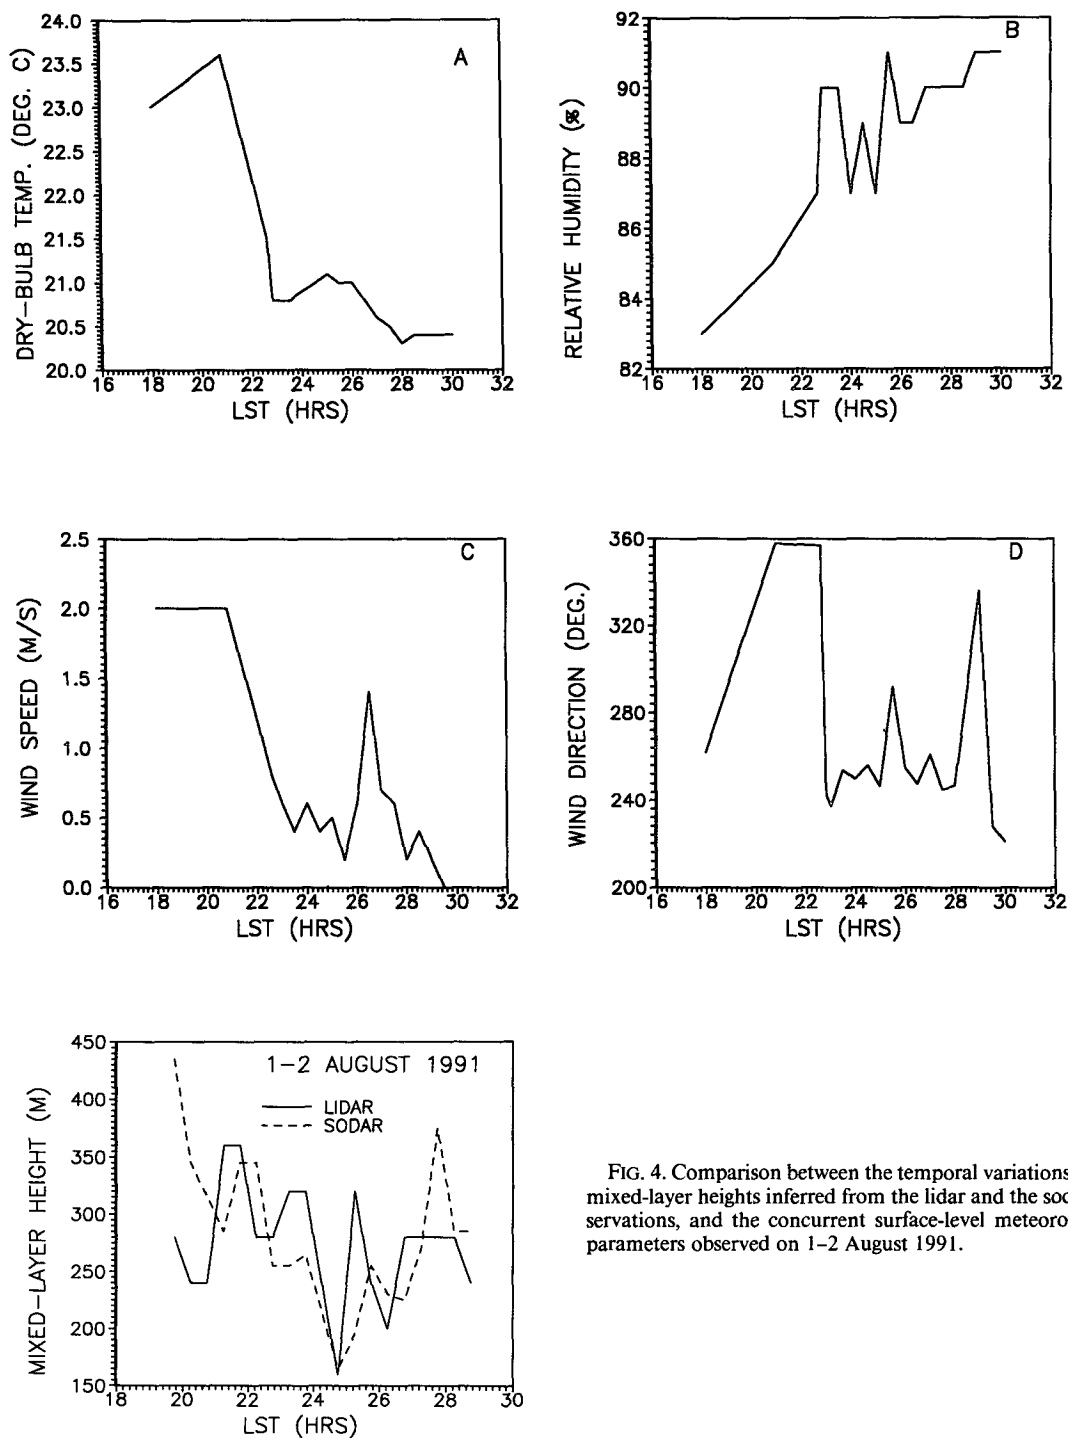 A
DRY-BULB TEMP. (DEG. C)
24.0
23.5
23.0
22.5
22.0
21.5
21.0
20.5
20.0
16 18 20 22 24 26 28 30 32
LST (HRS)
B
RELATIVE HUMIDITY (%)
92
90
88
86
84
82
16 18 20 22 24 26 28 30 32
LST (HRS)
C
WIND SPEED (M/S)
2.5
2.0
1.5
1.0
0.5
0.0
16 18 20 22 24 26 28 30 32
LST (HRS)
D
WIND DIRECTION (DEG.)
360
320
280
240
200
16 18 20 22 24 26 28 30 32
LST (HRS)
1-2 AUGUST 1991
LIDAR
SODAR
MIXED-LAYER HEIGHT (M)
450
400
350
300
250
200
150
18 20 22 24 26 28 30
LST (HRS)
FIG. 4. Comparison between the temporal variations
mixed-layer heights inferred from the lidar and the sod
servations, and the concurrent surface-level meteoro
parameters observed on 1–2 August 1991.